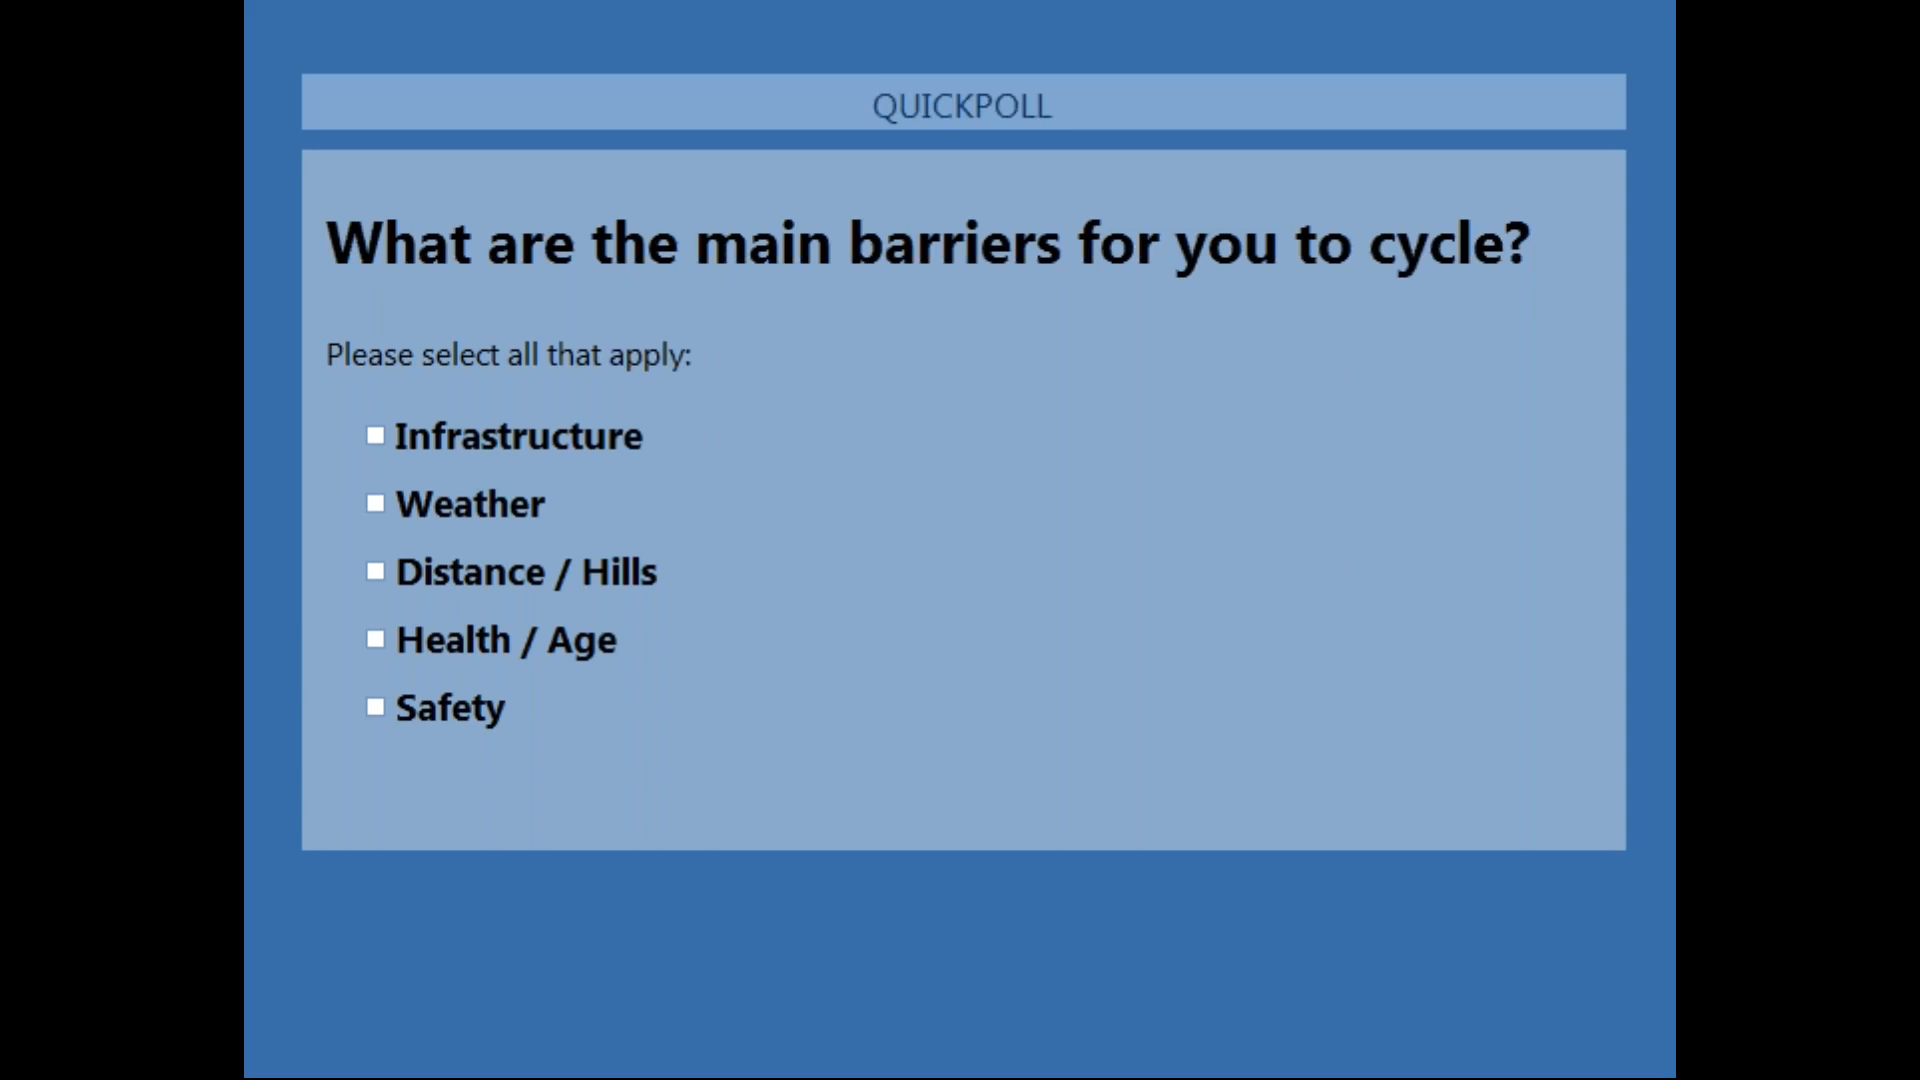 QUICKPOLL
What are the main barriers for you to cycle?
Please select all that apply:
Infrastructure
Weather
Distance / Hills
Health / Age
Safety